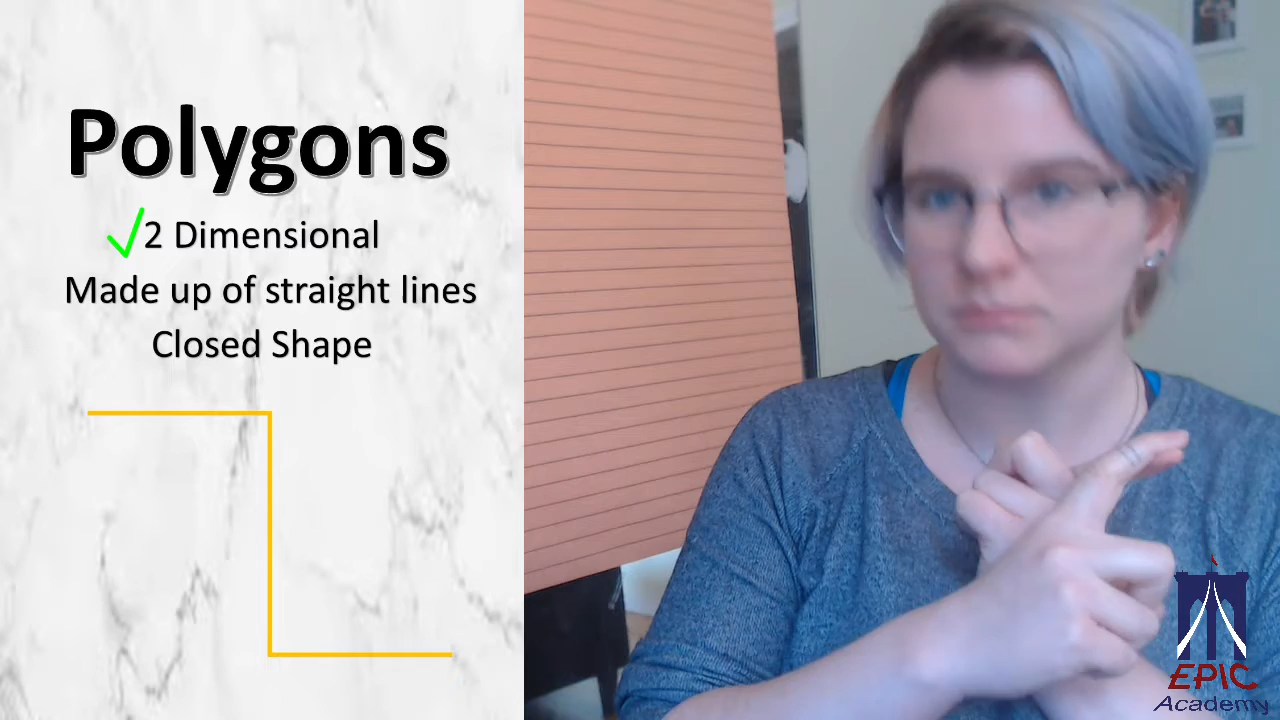 Polygons
2 Dimensional
Made up of straight lines
Closed Shape
EPIC
Academy